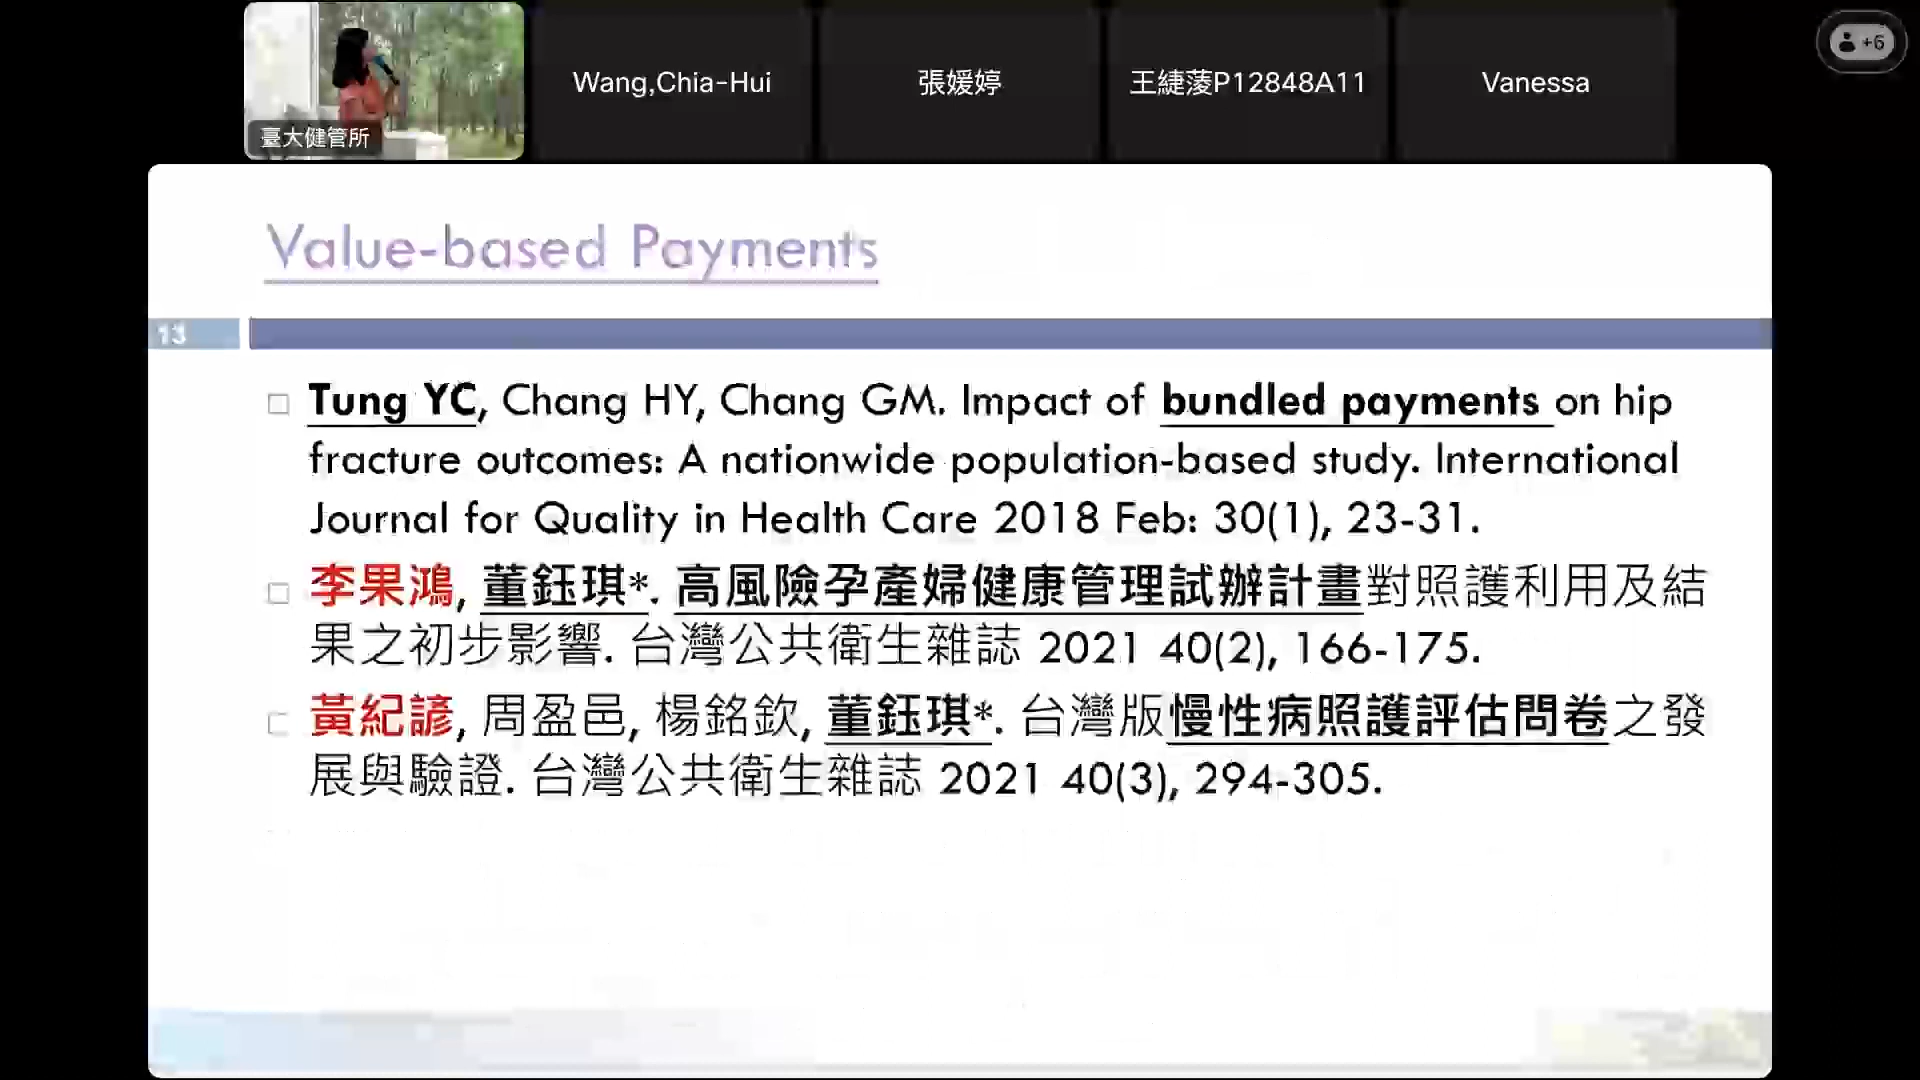 臺大健管所
Wang,Chia-Hui
張媛婷
王緁蓤P12848A11
Vanessa
+6
Value-based Payments
13
Tung YC, Chang HY, Chang GM. Impact of bundled payments on hip
fracture outcomes: A nationwide population-based study. International
Journal for Quality in Health Care 2018 Feb: 30(1), 23-31.
李果鴻, 董鈺琪*. 高風險孕產婦健康管理試辦計畫對照護利用及結
果之初步影響. 台灣公共衛生雜誌 2021 40(2), 166-175.
黃紀諺, 周盈邑, 楊銘欽, 董鈺琪*. 台灣版慢性病照護評估問卷之發
展與驗證. 台灣公共衛生雜誌 2021 40(3), 294-305.